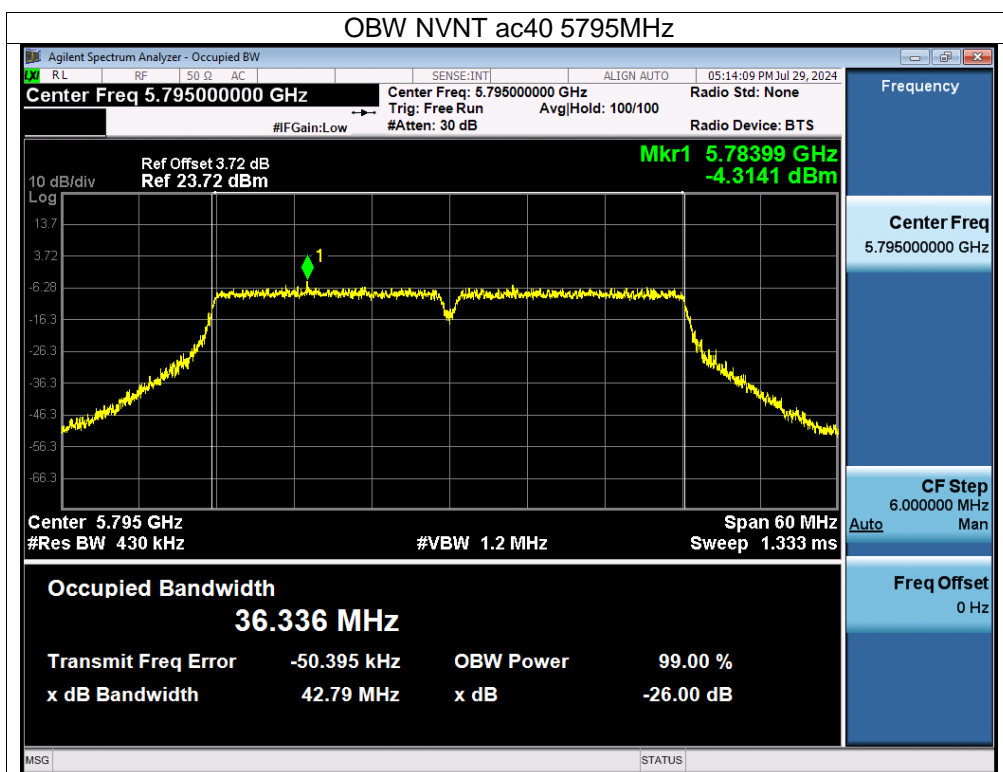 OBW NVNT ac40 5795MHz
Agilent Spectrum Analyzer - Occupied BW
LXI RL RF 50 Ω AC SENSE:INT ALIGN AUTO 05:14:09 PM Jul 29, 2024
Center Freq 5.795000000 GHz
Center Freq: 5.795000000 GHz Radio Std: None
Trig: Free Run Avg|Hold: 100/100
#IFGain:Low #Atten: 30 dB Radio Device: BTS
Mkr1 5.78399 GHz
-4.3141 dBm
Ref Offset 3.72 dB
10 dB/div Ref 23.72 dBm
Log
13.7
3.72
-6.28
-16.3
-26.3
-36.3
-46.3
-56.3
-66.3
1
Center 5.795 GHz Span 60 MHz
#Res BW 430 kHz #VBW 1.2 MHz Sweep 1.333 ms
Occupied Bandwidth
36.336 MHz
Transmit Freq Error -50.395 kHz OBW Power 99.00 %
x dB Bandwidth 42.79 MHz x dB -26.00 dB
MSG STATUS
Frequency
Center Freq
5.795000000 GHz
CF Step
6.000000 MHz
Auto Man
Freq Offset
0 Hz